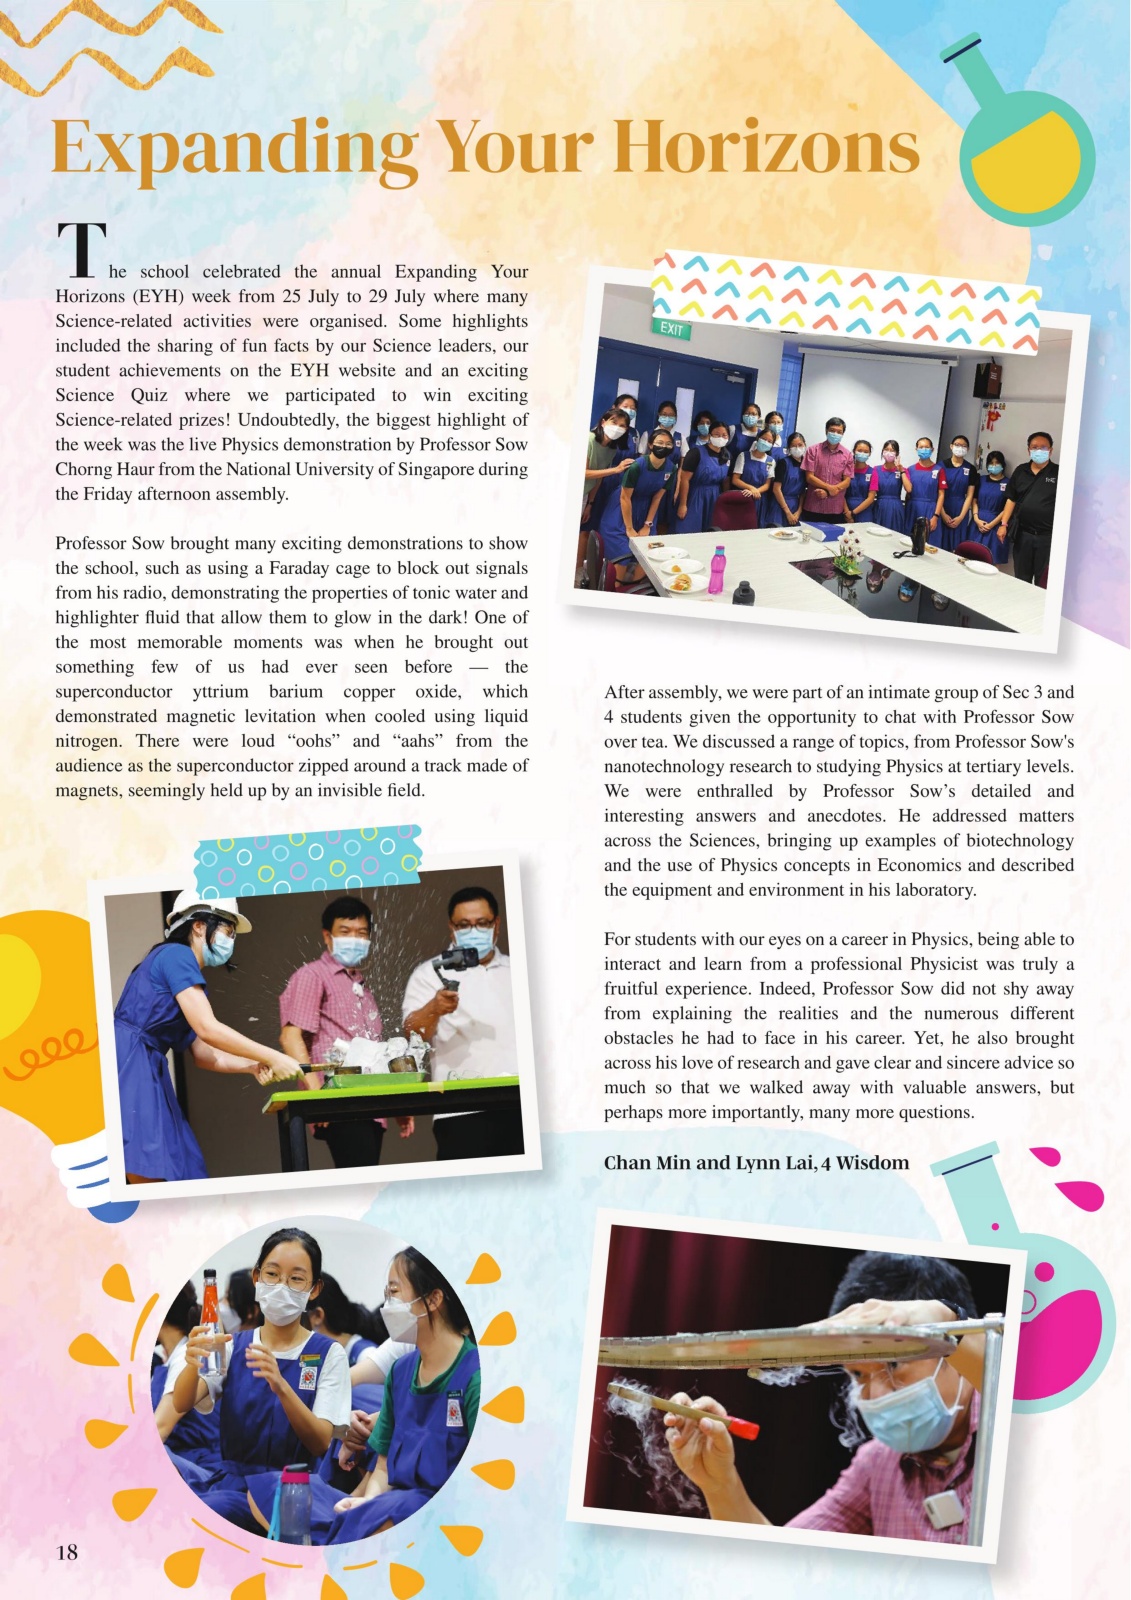 Expanding Your Horizons
The school celebrated the annual Expanding Your
Horizons (EYH) week from 25 July to 29 July where many
Science-related activities were organised. Some highlights
included the sharing of fun facts by our Science leaders, our
student achievements on the EYH website and an exciting
Science Quiz where we participated to win exciting
Science-related prizes! Undoubtedly, the biggest highlight of
the week was the live Physics demonstration by Professor Sow
Chorng Haur from the National University of Singapore during
the Friday afternoon assembly.
Professor Sow brought many exciting demonstrations to show
the school, such as using a Faraday cage to block out signals
from his radio, demonstrating the properties of tonic water and
highlighter fluid that allow them to glow in the dark! One of
the most memorable moments was when he brought out
something few of us had ever seen before — the
superconductor yttrium barium copper oxide, which
demonstrated magnetic levitation when cooled using liquid
nitrogen. There were loud “oohs” and “aahs” from the
audience as the superconductor zipped around a track made of
magnets, seemingly held up by an invisible field.
EXIT
After assembly, we were part of an intimate group of Sec 3 and
4 students given the opportunity to chat with Professor Sow
over tea. We discussed a range of topics, from Professor Sow's
nanotechnology research to studying Physics at tertiary levels.
We were enthralled by Professor Sow’s detailed and
interesting answers and anecdotes. He addressed matters
across the Sciences, bringing up examples of biotechnology
and the use of Physics concepts in Economics and described
the equipment and environment in his laboratory.
For students with our eyes on a career in Physics, being able to
interact and learn from a professional Physicist was truly a
fruitful experience. Indeed, Professor Sow did not shy away
from explaining the realities and the numerous different
obstacles he had to face in his career. Yet, he also brought
across his love of research and gave clear and sincere advice so
much so that we walked away with valuable answers, but
perhaps more importantly, many more questions.
Chan Min and Lynn Lai, 4 Wisdom
18